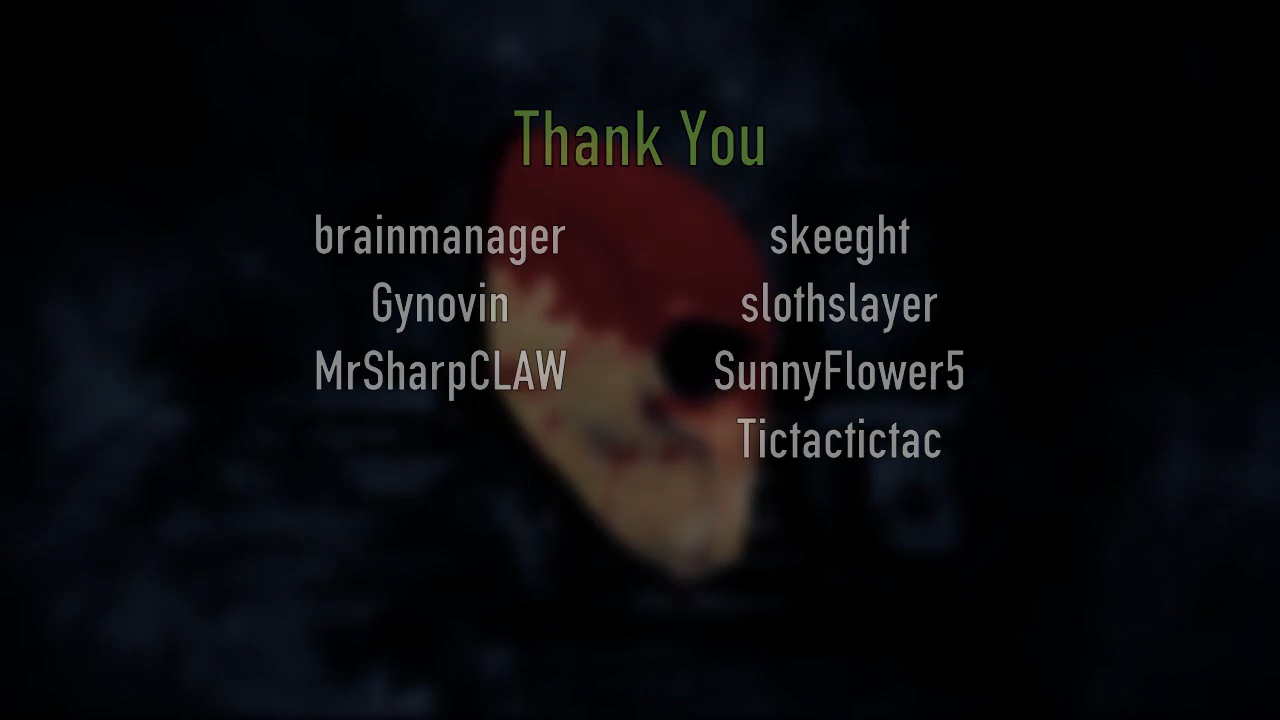 Thank You
brainmanager
Gynovin
MrSharpCLAW
skeeght
slothslayer
SunnyFlower5
Tictactictac